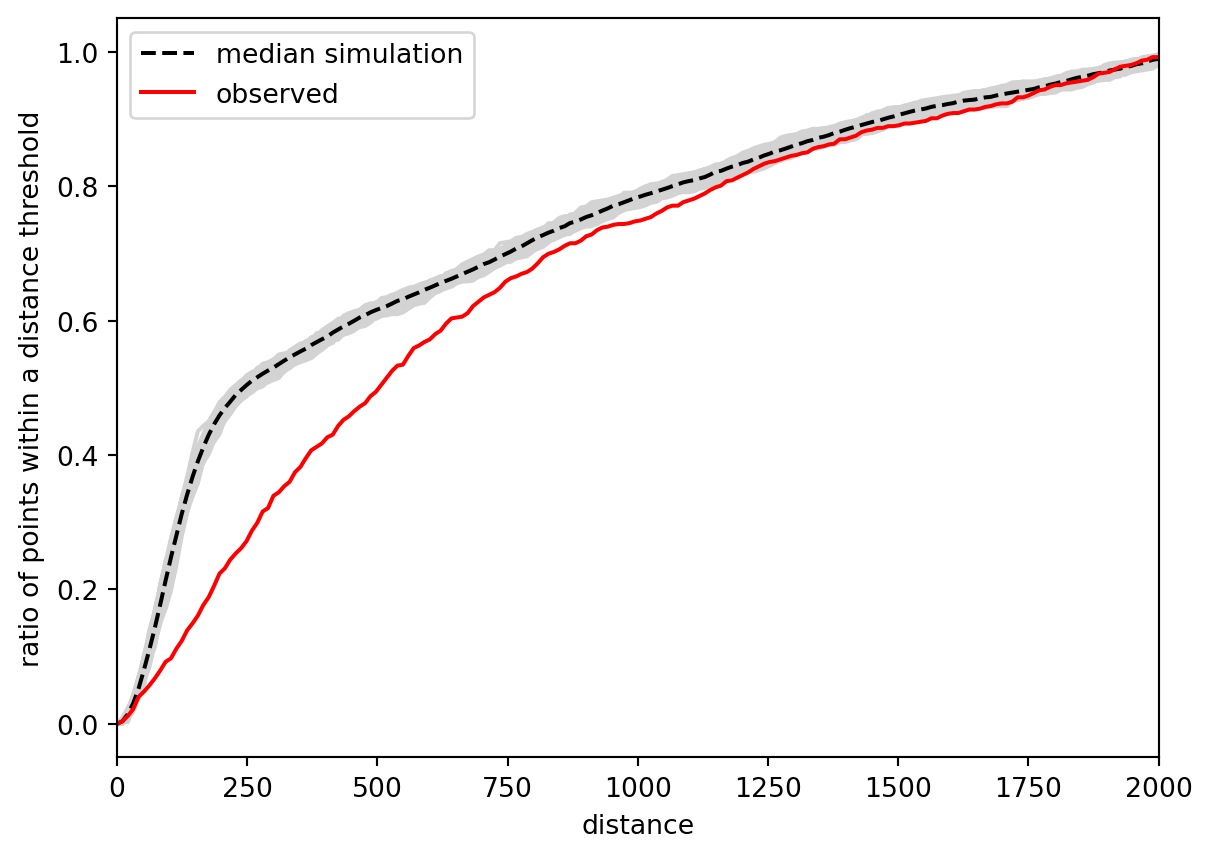 median simulation
observed
ratio of points within a distance threshold
1.0
0.8
0.6
0.4
0.2
0.0
0 250 500 750 1000 1250 1500 1750 2000
distance